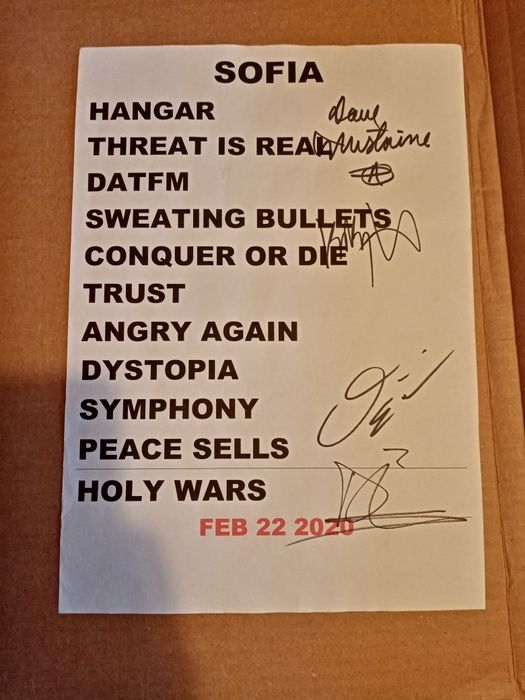 SOFIA
HANGAR
THREAT IS REAL
DATFM
SWEATING BULLETS
CONQUER OR DIE
TRUST
ANGRY AGAIN
DYSTOPIA
SYMPHONY
PEACE SELLS
HOLY WARS
FEB 22 2020
Dave
Mustaine